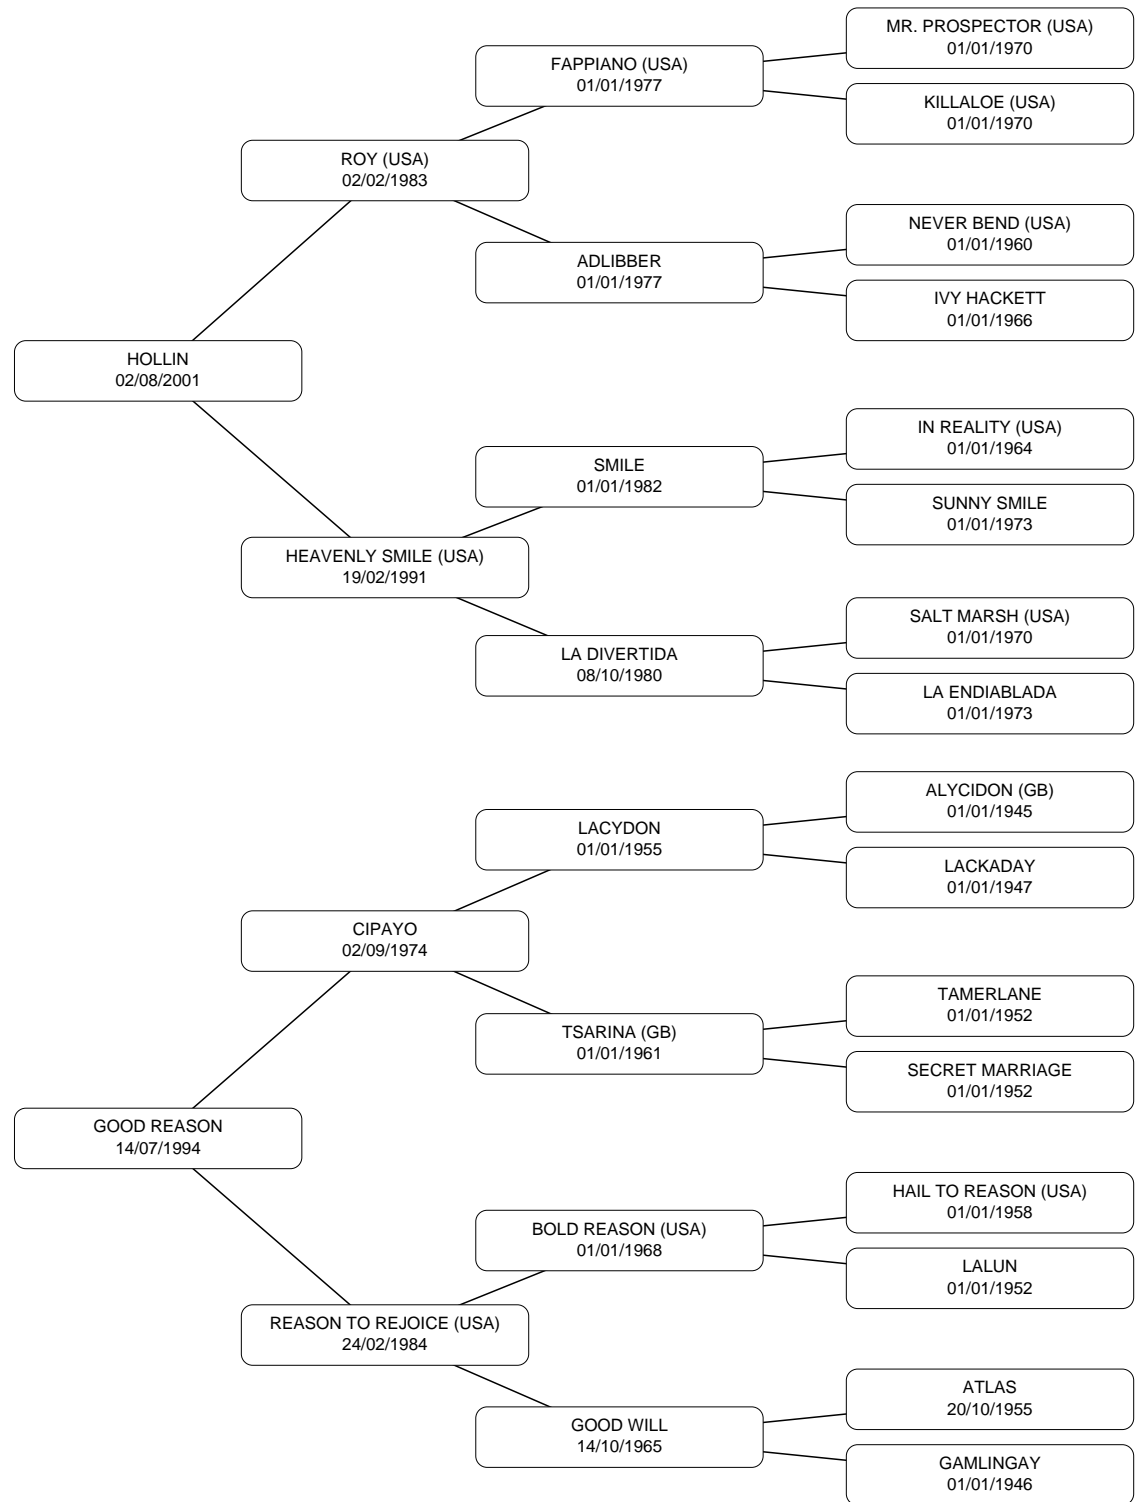 MR. PROSPECTOR (USA)
01/01/1970
FAPPIANO (USA)
01/01/1977
KILLALOE (USA)
01/01/1970
ROY (USA)
02/02/1983
NEVER BEND (USA)
01/01/1960
ADLIBBER
01/01/1977
IVY HACKETT
01/01/1966
HOLLIN
02/08/2001
IN REALITY (USA)
01/01/1964
SMILE
01/01/1982
SUNNY SMILE
01/01/1973
HEAVENLY SMILE (USA)
19/02/1991
SALT MARSH (USA)
01/01/1970
LA DIVERTIDA
08/10/1980
LA ENDIABLADA
01/01/1973
ALYCIDON (GB)
01/01/1945
LACYDON
01/01/1955
LACKADAY
01/01/1947
CIPAYO
02/09/1974
TAMERLANE
01/01/1952
TSARINA (GB)
01/01/1961
SECRET MARRIAGE
01/01/1952
GOOD REASON
14/07/1994
HAIL TO REASON (USA)
01/01/1958
BOLD REASON (USA)
01/01/1968
LALUN
01/01/1952
REASON TO REJOICE (USA)
24/02/1984
ATLAS
20/10/1955
GOOD WILL
14/10/1965
GAMLINGAY
01/01/1946